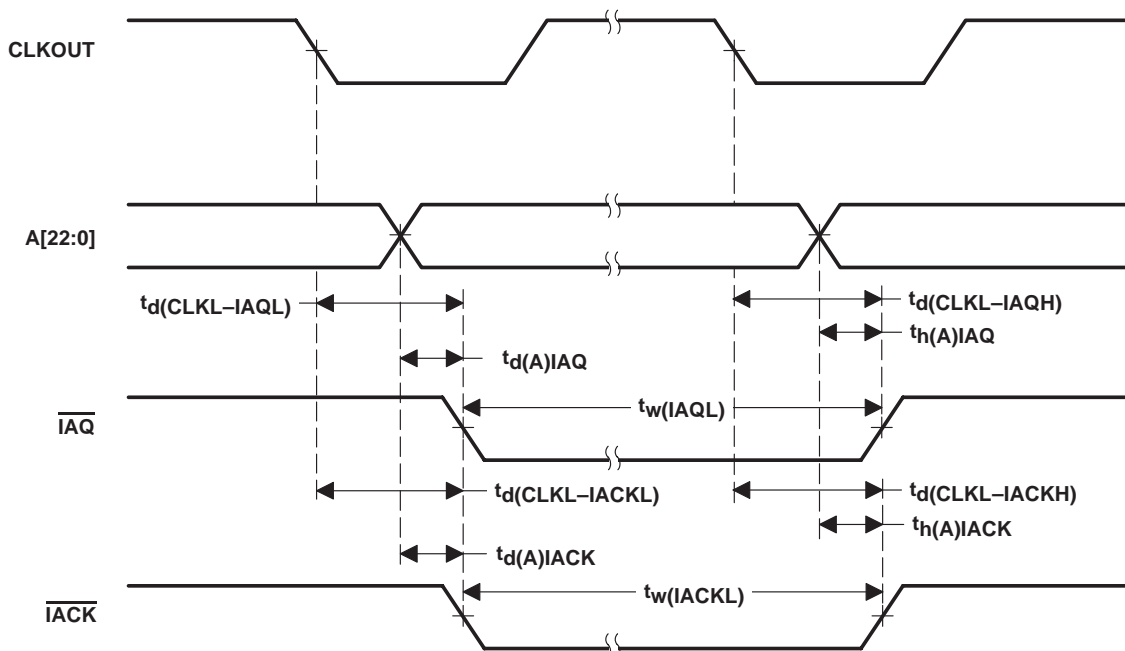 CLKOUT
A[22:0]
td(CLKL–IAQL)
td(CLKL–IAQH)
th(A)IAQ
td(A)IAQ
tw(IAQL)
IAQ
td(CLKL–IACKL)
td(CLKL–IACKH)
th(A)IACK
td(A)IACK
tw(IACKL)
IACK